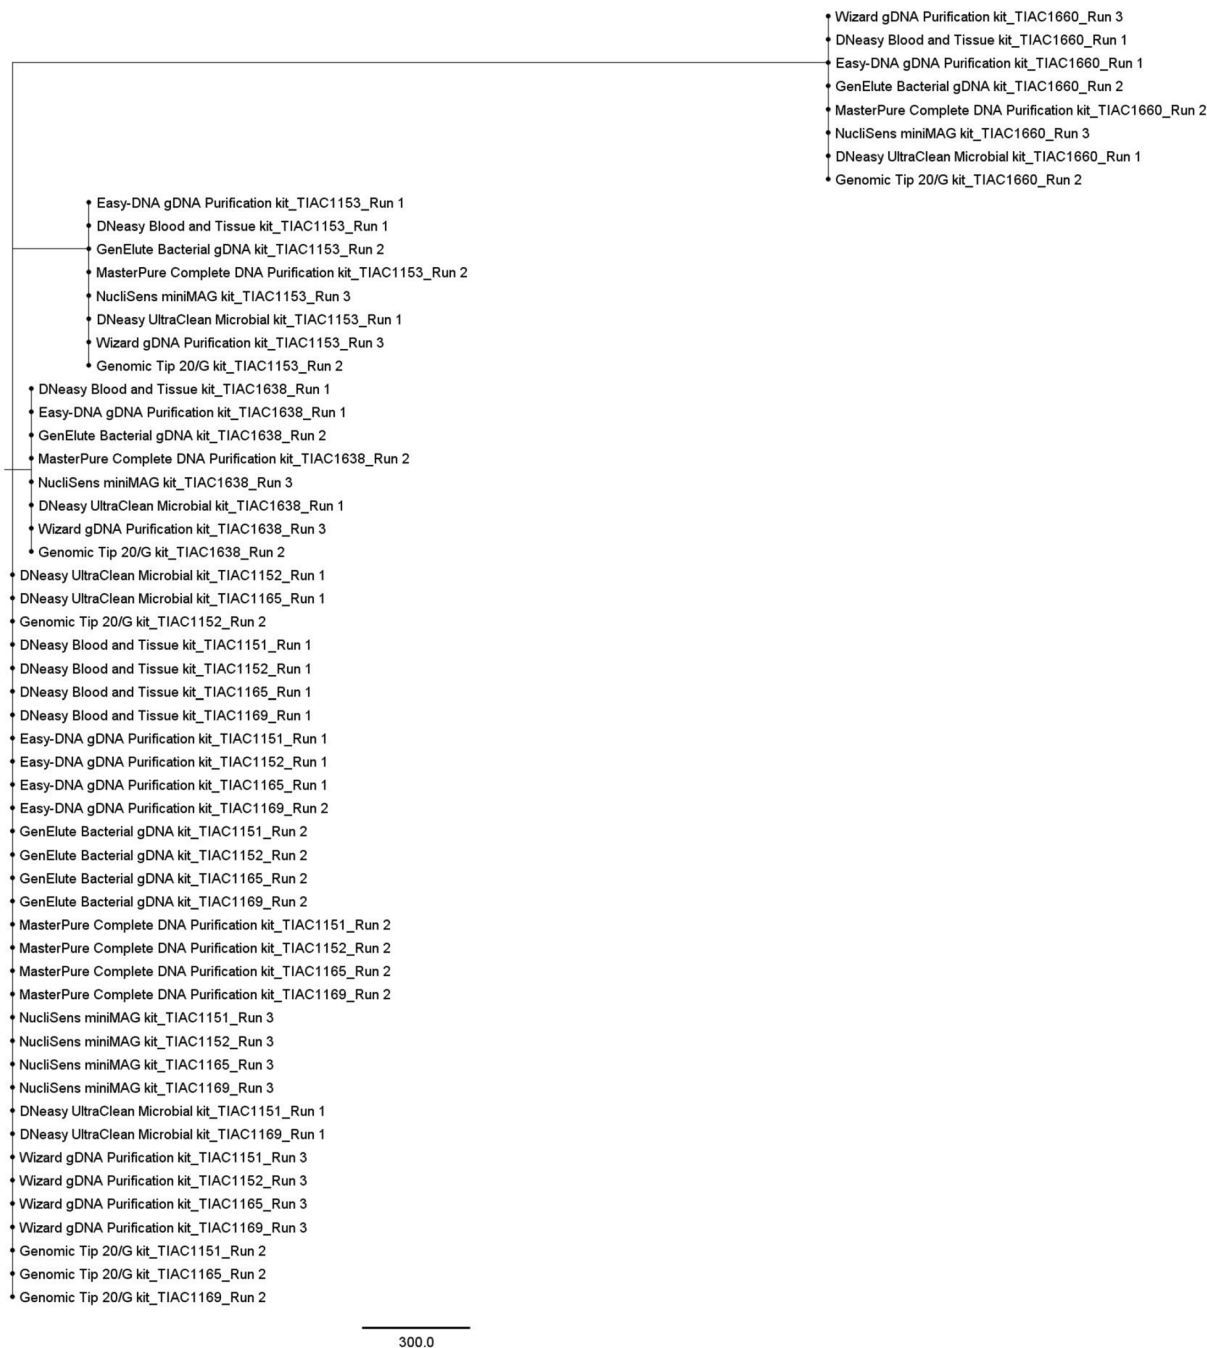 Wizard gDNA Purification kit_TIAC1660_Run 3
DNeasy Blood and Tissue kit_TIAC1660_Run 1
Easy-DNA gDNA Purification kit_TIAC1660_Run 1
GenElute Bacterial gDNA kit_TIAC1660_Run 2
MasterPure Complete DNA Purification kit_TIAC1660_Run 2
NucliSens miniMAG kit_TIAC1660_Run 3
DNeasy UltraClean Microbial kit_TIAC1660_Run 1
Genomic Tip 20/G kit_TIAC1660_Run 2
Easy-DNA gDNA Purification kit_TIAC1153_Run 1
DNeasy Blood and Tissue kit_TIAC1153_Run 1
GenElute Bacterial gDNA kit_TIAC1153_Run 2
MasterPure Complete DNA Purification kit_TIAC1153_Run 2
NucliSens miniMAG kit_TIAC1153_Run 3
DNeasy UltraClean Microbial kit_TIAC1153_Run 1
Wizard gDNA Purification kit_TIAC1153_Run 3
Genomic Tip 20/G kit_TIAC1153_Run 2
DNeasy Blood and Tissue kit_TIAC1638_Run 1
Easy-DNA gDNA Purification kit_TIAC1638_Run 1
GenElute Bacterial gDNA kit_TIAC1638_Run 2
MasterPure Complete DNA Purification kit_TIAC1638_Run 2
NucliSens miniMAG kit_TIAC1638_Run 3
DNeasy UltraClean Microbial kit_TIAC1638_Run 1
Wizard gDNA Purification kit_TIAC1638_Run 3
Genomic Tip 20/G kit_TIAC1638_Run 2
DNeasy UltraClean Microbial kit_TIAC1152_Run 1
DNeasy UltraClean Microbial kit_TIAC1165_Run 1
Genomic Tip 20/G kit_TIAC1152_Run 2
DNeasy Blood and Tissue kit_TIAC1151_Run 1
DNeasy Blood and Tissue kit_TIAC1152_Run 1
DNeasy Blood and Tissue kit_TIAC1165_Run 1
DNeasy Blood and Tissue kit_TIAC1169_Run 1
Easy-DNA gDNA Purification kit_TIAC1151_Run 1
Easy-DNA gDNA Purification kit_TIAC1152_Run 1
Easy-DNA gDNA Purification kit_TIAC1165_Run 1
Easy-DNA gDNA Purification kit_TIAC1169_Run 2
GenElute Bacterial gDNA kit_TIAC1151_Run 2
GenElute Bacterial gDNA kit_TIAC1152_Run 2
GenElute Bacterial gDNA kit_TIAC1165_Run 2
GenElute Bacterial gDNA kit_TIAC1169_Run 2
MasterPure Complete DNA Purification kit_TIAC1151_Run 2
MasterPure Complete DNA Purification kit_TIAC1152_Run 2
MasterPure Complete DNA Purification kit_TIAC1165_Run 2
MasterPure Complete DNA Purification kit_TIAC1169_Run 2
NucliSens miniMAG kit_TIAC1151_Run 3
NucliSens miniMAG kit_TIAC1152_Run 3
NucliSens miniMAG kit_TIAC1165_Run 3
NucliSens miniMAG kit_TIAC1169_Run 3
DNeasy UltraClean Microbial kit_TIAC1151_Run 1
DNeasy UltraClean Microbial kit_TIAC1169_Run 1
Wizard gDNA Purification kit_TIAC1151_Run 3
Wizard gDNA Purification kit_TIAC1152_Run 3
Wizard gDNA Purification kit_TIAC1165_Run 3
Wizard gDNA Purification kit_TIAC1169_Run 3
Genomic Tip 20/G kit_TIAC1151_Run 2
Genomic Tip 20/G kit_TIAC1165_Run 2
Genomic Tip 20/G kit_TIAC1169_Run 2
300.0